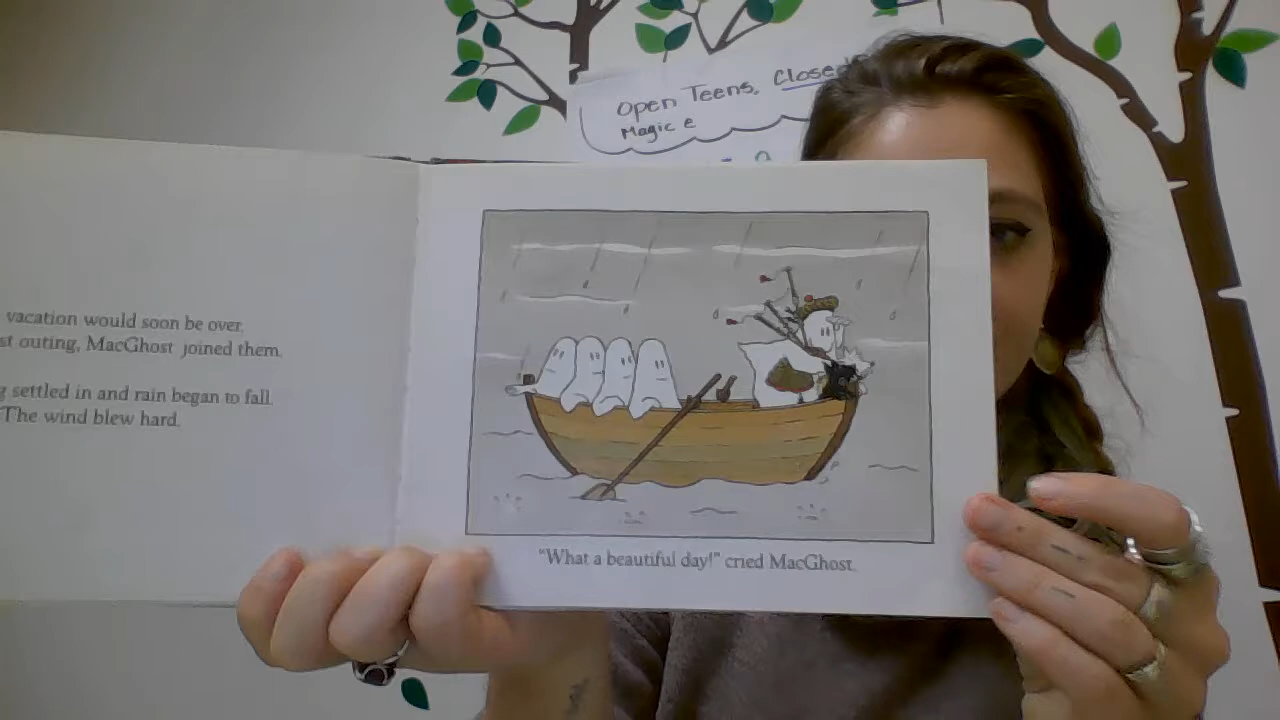 Open Teens, Closed
Magic e
vacation would soon be over.
st outing, MacGhost joined them.
g settled in and rain began to fall.
The wind blew hard.
"What a beautiful day!" cried MacGhost.